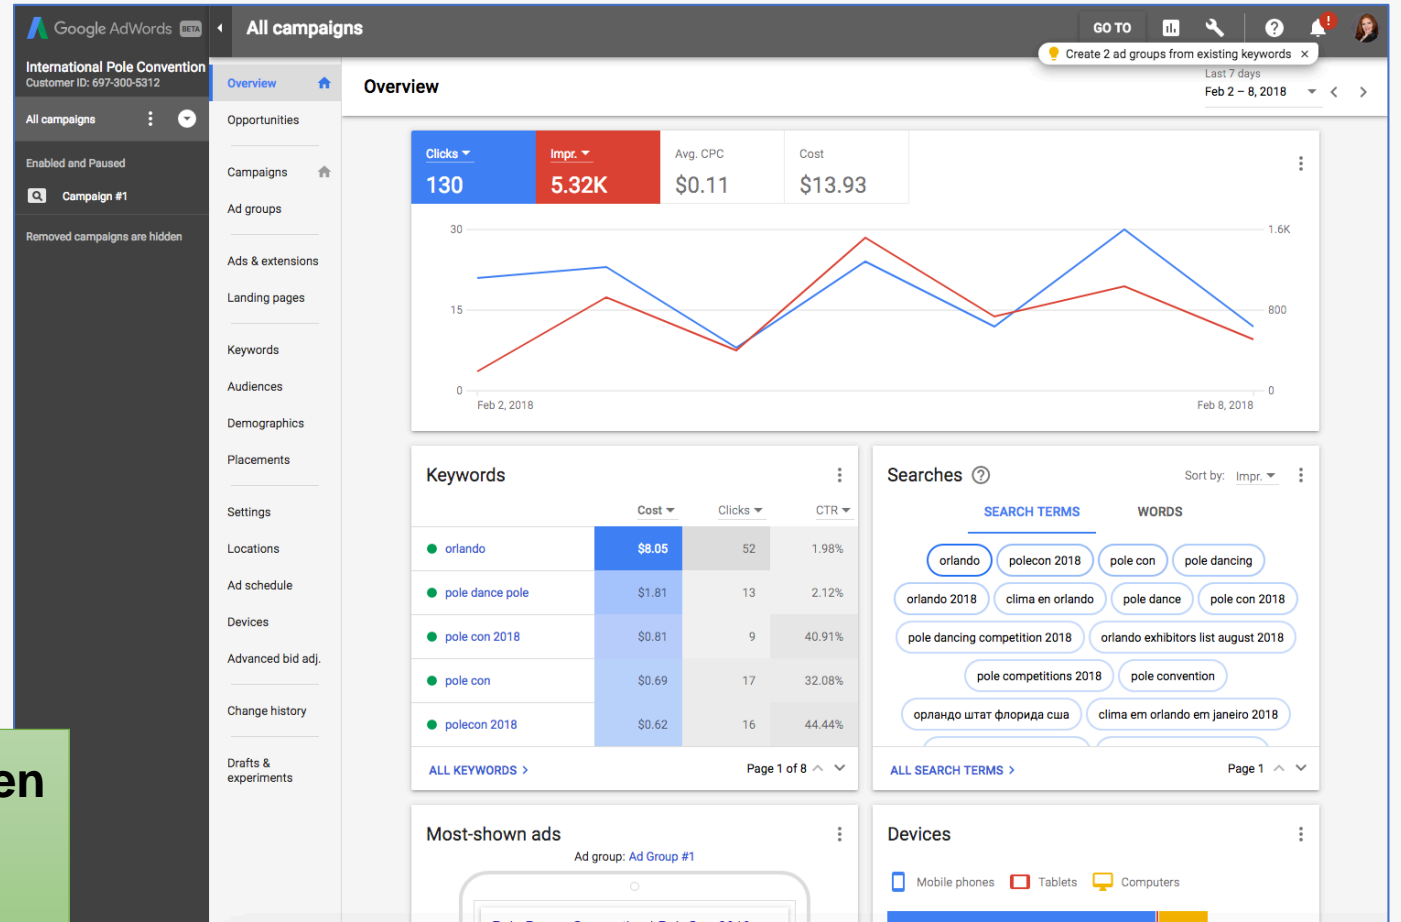 Google AdWords BETA
All campaigns
GO TO
!
Create 2 ad groups from existing keywords ×
International Pole Convention
Customer ID: 697-300-5312
All campaigns
Enabled and Paused
Campaign #1
Removed campaigns are hidden
Overview
Opportunities
Campaigns
Ad groups
Ads & extensions
Landing pages
Keywords
Audiences
Demographics
Placements
Settings
Locations
Ad schedule
Devices
Advanced bid adj.
Change history
Drafts &
experiments
Overview
Last 7 days
Feb 2 – 8, 2018
Clicks Impr. Avg. CPC Cost
130 5.32K $0.11 $13.93
30 1.6K
15 800
0 0
Feb 2, 2018 Feb 8, 2018
Keywords
Cost Clicks CTR
orlando $8.05 52 1.98%
pole dance pole $1.81 13 2.12%
pole con 2018 $0.81 9 40.91%
pole con $0.69 17 32.08%
polecon 2018 $0.62 16 44.44%
ALL KEYWORDS > Page 1 of 8
Searches ? Sort by: Impr.
SEARCH TERMS WORDS
orlando polecon 2018 pole con pole dancing
orlando 2018 clima en orlando pole dance pole con 2018
pole dancing competition 2018 orlando exhibitors list august 2018
pole competitions 2018 pole convention
орландо штат флорида сша clima em orlando em janeiro 2018
ALL SEARCH TERMS > Page 1
Most-shown ads
Ad group: Ad Group #1
Devices
Mobile phones Tablets Computers
en